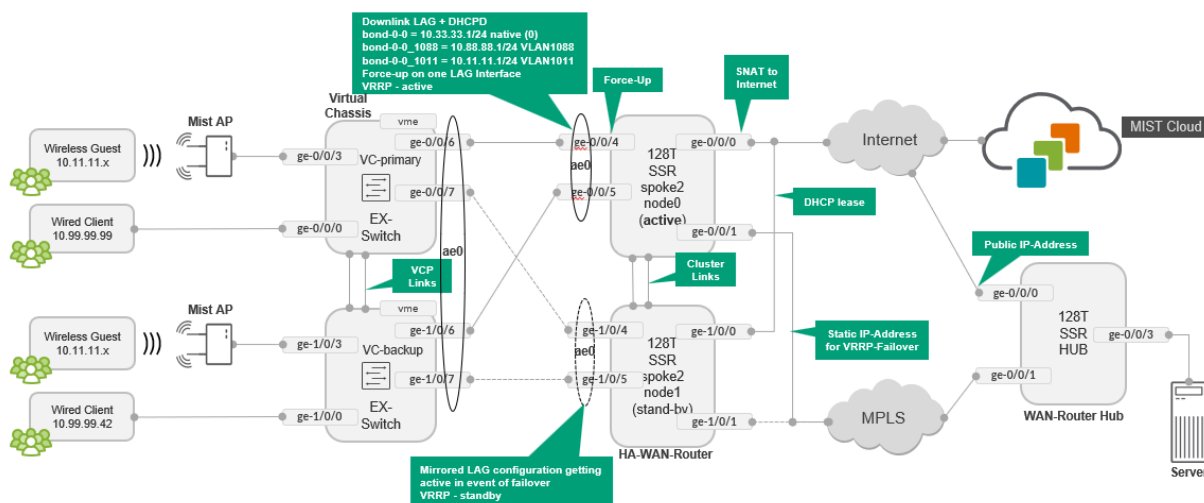 Downlink LAG + DHCPD
bond-0-0 = 10.33.33.1/24 native (0)
bond-0-0_1088 = 10.88.88.1/24 VLAN1088
bond-0-0_1011 = 10.11.11.1/24 VLAN1011
Force-up on one LAG Interface
VRRP - active
Force-Up
SNAT to
Internet
Virtual
Chassis
Mist AP
Wireless Guest
10.11.11.x
ge-0/0/3
vme
ge-0/0/6
VC-primary
ge-0/0/7
EX-
Switch
ge-0/0/0
Wired Client
10.99.99.99
ae0
VCP
Links
ge-0/0/4
ae0
ge-0/0/5
128T
SSR
spoke2
node0
(active)
ge-0/0/0
ge-0/0/1
Cluster
Links
DHCP lease
Internet
MIST Cloud
Public IP-Address
Mist AP
Wireless Guest
10.11.11.x
ge-1/0/3
vme
ge-1/0/6
VC-backup
ge-1/0/7
EX-
Switch
ge-1/0/0
Wired Client
10.99.99.42
ge-1/0/4
ae0
ge-1/0/5
128T
SSR
spoke2
node1
(stand-by)
ge-1/0/0
ge-1/0/1
HA-WAN-Router
Static IP-Address
for VRRP-Failover
MPLS
ge-0/0/0
128T
SSR
HUB
ge-0/0/3
ge-0/0/1
WAN-Router Hub
Server
Mirrored LAG configuration getting
active in event of failover
VRRP - standby